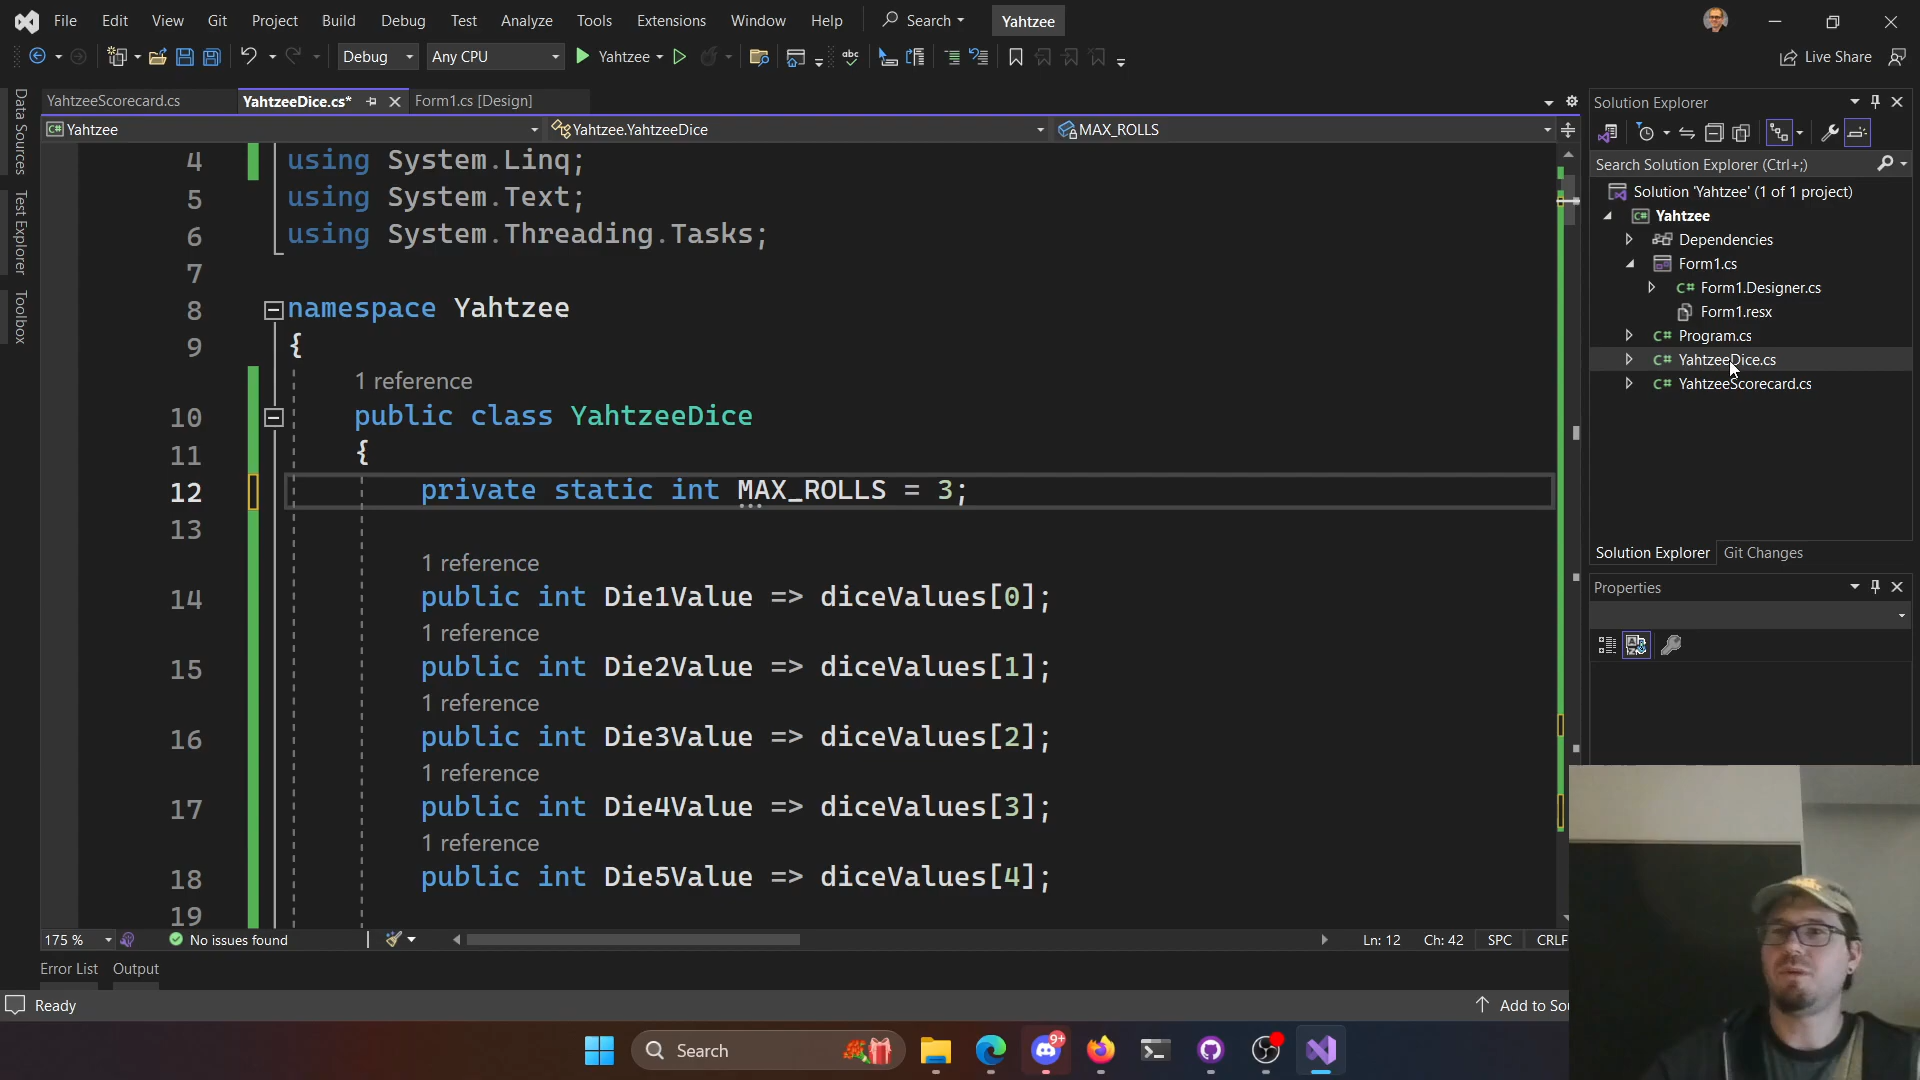 File Edit View Git Project Build Debug Test Analyze Tools Extensions Window Help Search Yahtzee
Debug Any CPU Yahtzee Live Share
Data Sources
Test Explorer
Toolbox
YahtzeeScorecard.cs YahtzeeDice.cs* Form1.cs [Design]
Yahtzee Yahtzee.YahtzeeDice MAX_ROLLS
4 using System.Linq;
5 using System.Text;
6 using System.Threading.Tasks;
7
8 namespace Yahtzee
9 {
1 reference
10 public class YahtzeeDice
11 {
12 private static int MAX_ROLLS = 3;
13
1 reference
14 public int Die1Value => diceValues[0];
1 reference
15 public int Die2Value => diceValues[1];
1 reference
16 public int Die3Value => diceValues[2];
1 reference
17 public int Die4Value => diceValues[3];
1 reference
18 public int Die5Value => diceValues[4];
19
175 % No issues found Ln: 12 Ch: 42 SPC CRLF
Error List Output
Ready Add to Sou
Solution Explorer
Search Solution Explorer (Ctrl+;)
Solution 'Yahtzee' (1 of 1 project)
C# Yahtzee
Dependencies
Form1.cs
C# Form1.Designer.cs
Form1.resx
C# Program.cs
C# YahtzeeDice.cs
C# YahtzeeScorecard.cs
Solution Explorer Git Changes
Properties
Search 9+